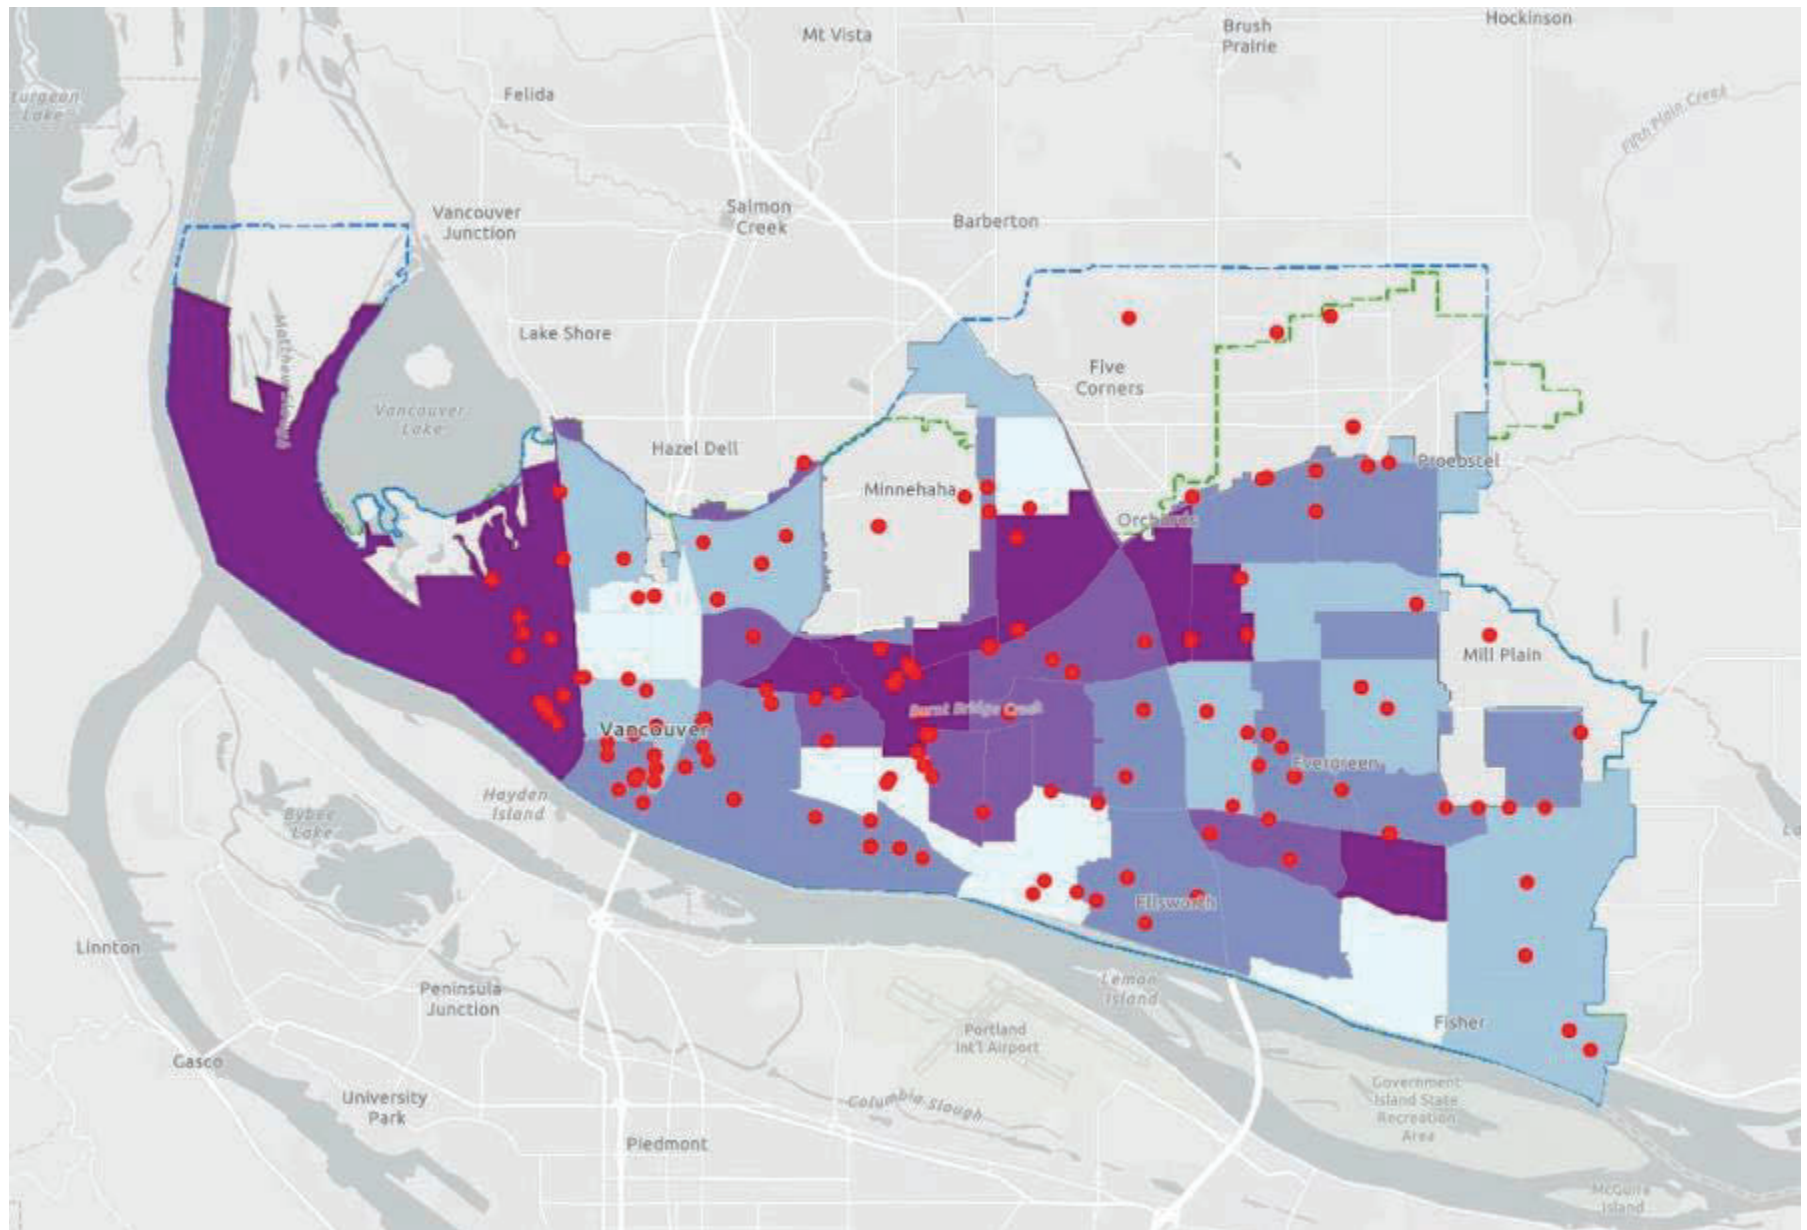 Hockinson
Brush
Prairie
Mt Vista
Felida
Lake
Fifth Plain Creek
Salmon
Creek
Vancouver
Junction
Barberton
Lake Shore
Five
Corners
Vancouver
Lake
Hazel Dell
Proebstel
Minnehaha
Orchards
Mill Plain
Burnt Bridge Creek
Vancouver
Evergreen
Hayden
Island
Bybee
Lake
Ellsworth
Linnton
Lemon
Island
Peninsula
Junction
Fisher
Portland
Int'l Airport
Gasco
Government
Island State
Recreation
Area
University
Park
Columbia Slough
Piedmont
McGuire
Island